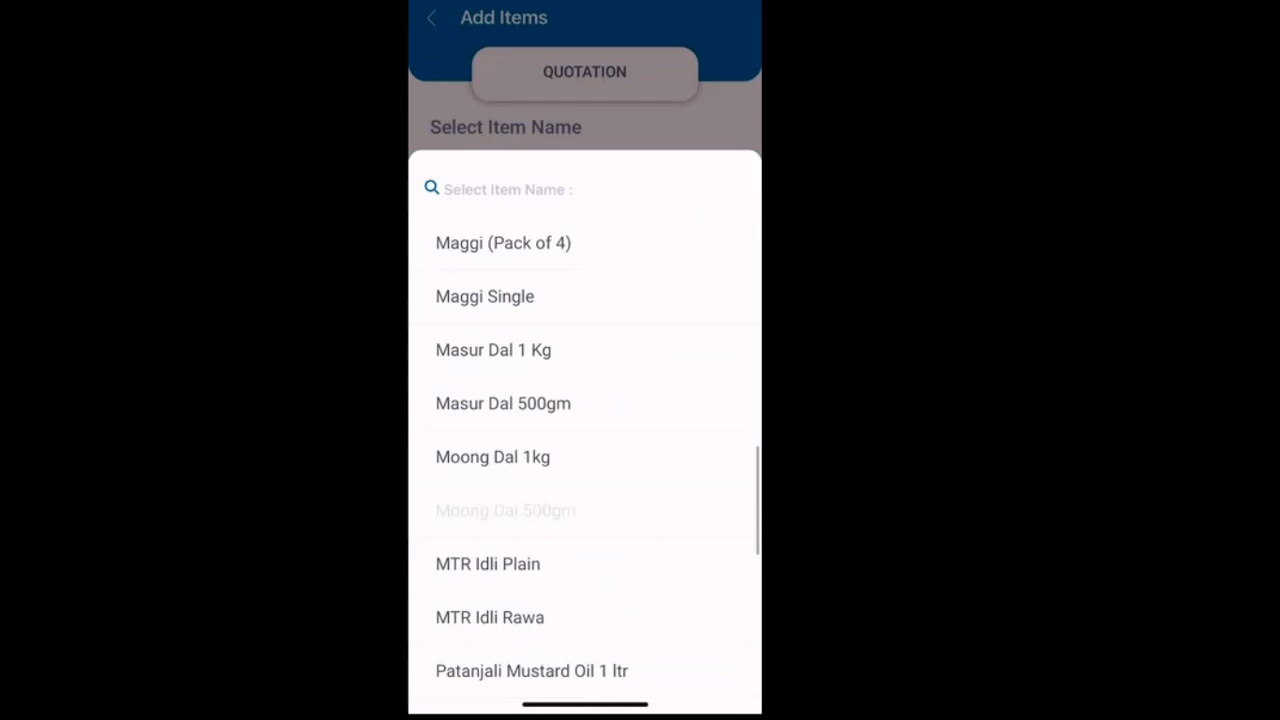 Add Items
QUOTATION
Select Item Name
Select Item Name :
Maggi (Pack of 4)
Maggi Single
Masur Dal 1 Kg
Masur Dal 500gm
Moong Dal 1kg
Moong Dal 500gm
MTR Idli Plain
MTR Idli Rawa
Patanjali Mustard Oil 1 ltr